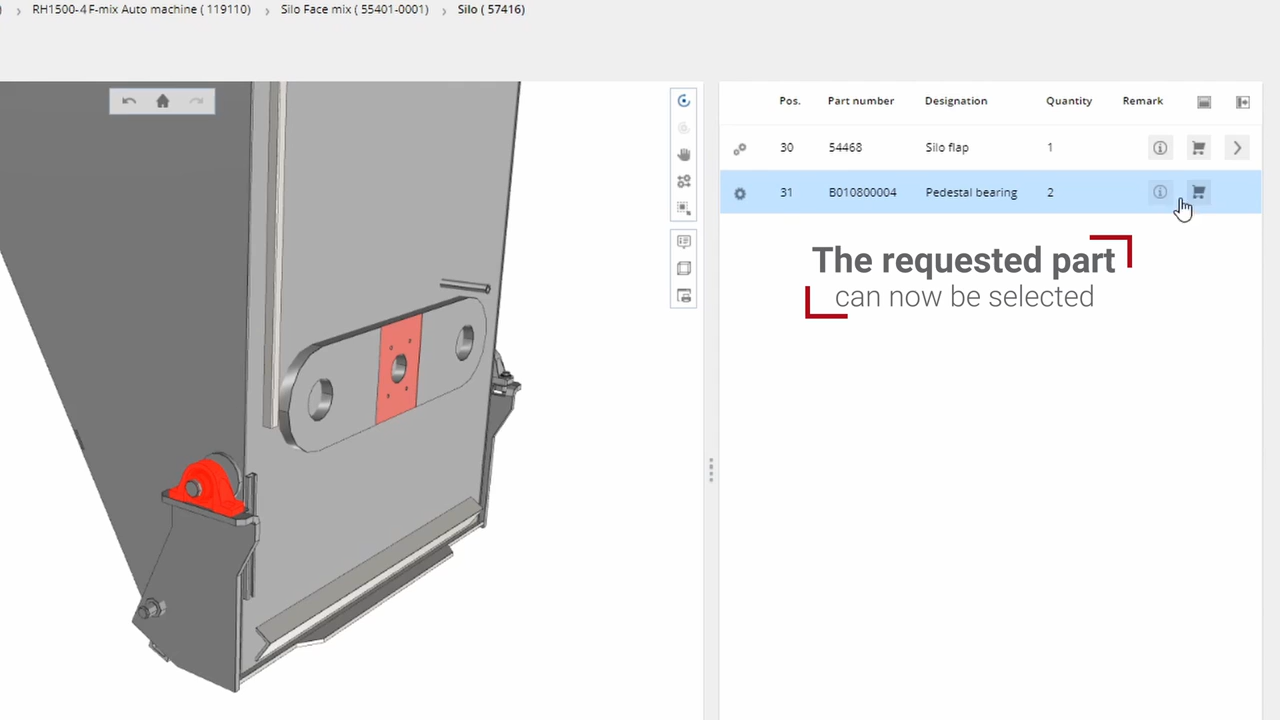 ) › RH1500-4 F-mix Auto machine ( 119110) › Silo Face mix ( 55401-0001) › Silo ( 57416)
Pos. Part number Designation Quantity Remark
30 54468 Silo flap 1
31 B010800004 Pedestal bearing 2
The requested part
can now be selected